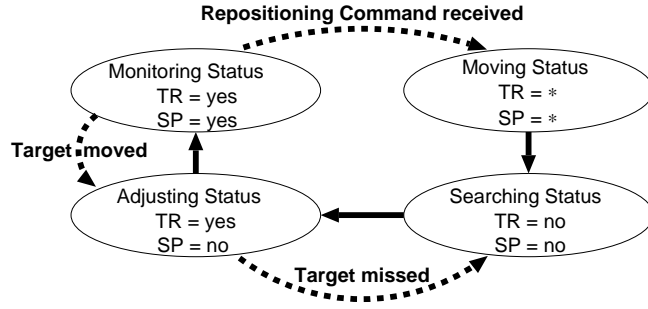 Repositioning Command received
Monitoring Status
TR = yes
SP = yes
Moving Status
TR = *
SP = *
Target moved
Adjusting Status
TR = yes
SP = no
Searching Status
TR = no
SP = no
Target missed